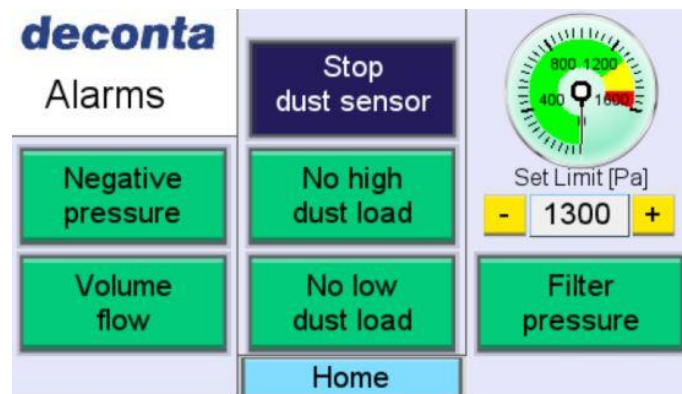 deconta
Alarms
Stop
dust sensor
800 1200
400 1600
0
Negative
pressure
No high
dust load
Set Limit [Pa]
- 1300 +
Volume
flow
No low
dust load
Filter
pressure
Home